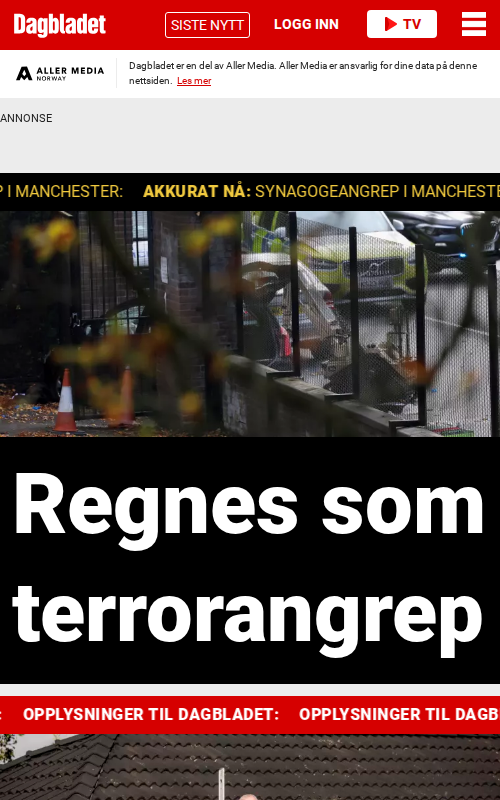 Dagbladet
SISTE NYTT
LOGG INN
TV
ALLER MEDIA
NORWAY
Dagbladet er en del av Aller Media. Aller Media er ansvarlig for dine data på denne
nettsiden. Les mer
ANNONSE
P I MANCHESTER: AKKURAT NÅ: SYNAGOGEANGREP I MANCHESTE
Regnes som
terrorangrep
: OPPLYSNINGER TIL DAGBLADET: OPPLYSNINGER TIL DAGB